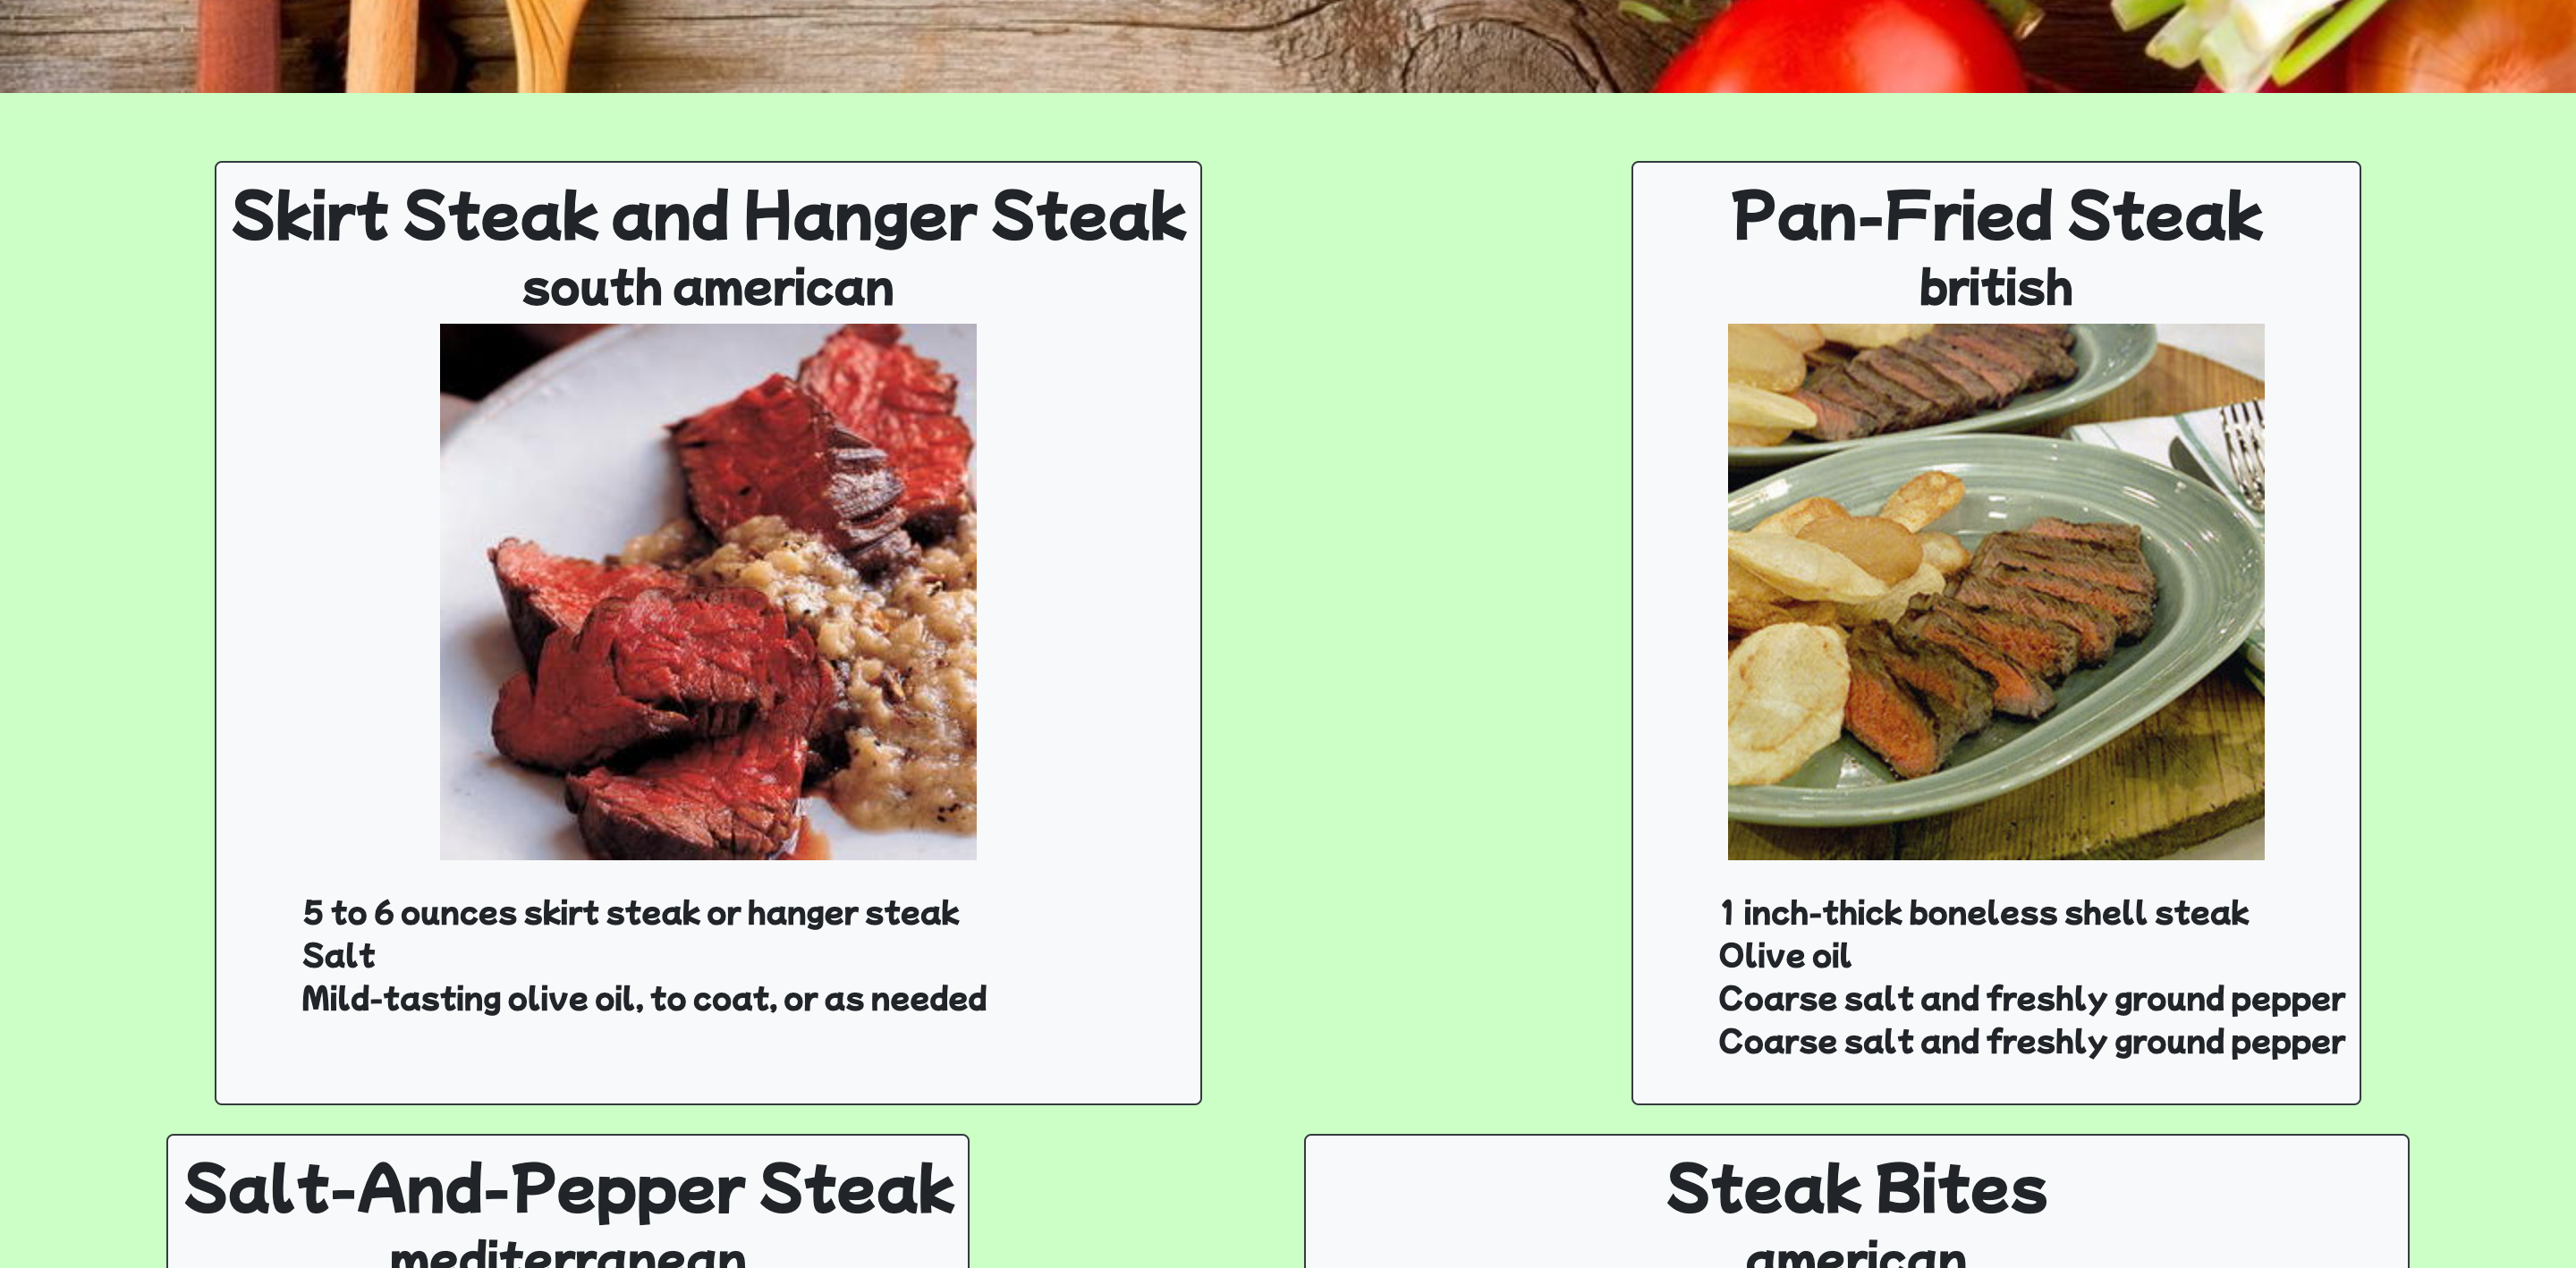 Skirt Steak and Hanger Steak
south american
5 to 6 ounces skirt steak or hanger steak
Salt
Mild-tasting olive oil, to coat, or as needed
Pan-Fried Steak
british
1 inch-thick boneless shell steak
Olive oil
Coarse salt and freshly ground pepper
Coarse salt and freshly ground pepper
Salt-And-Pepper Steak
mediterranean
Steak Bites
american